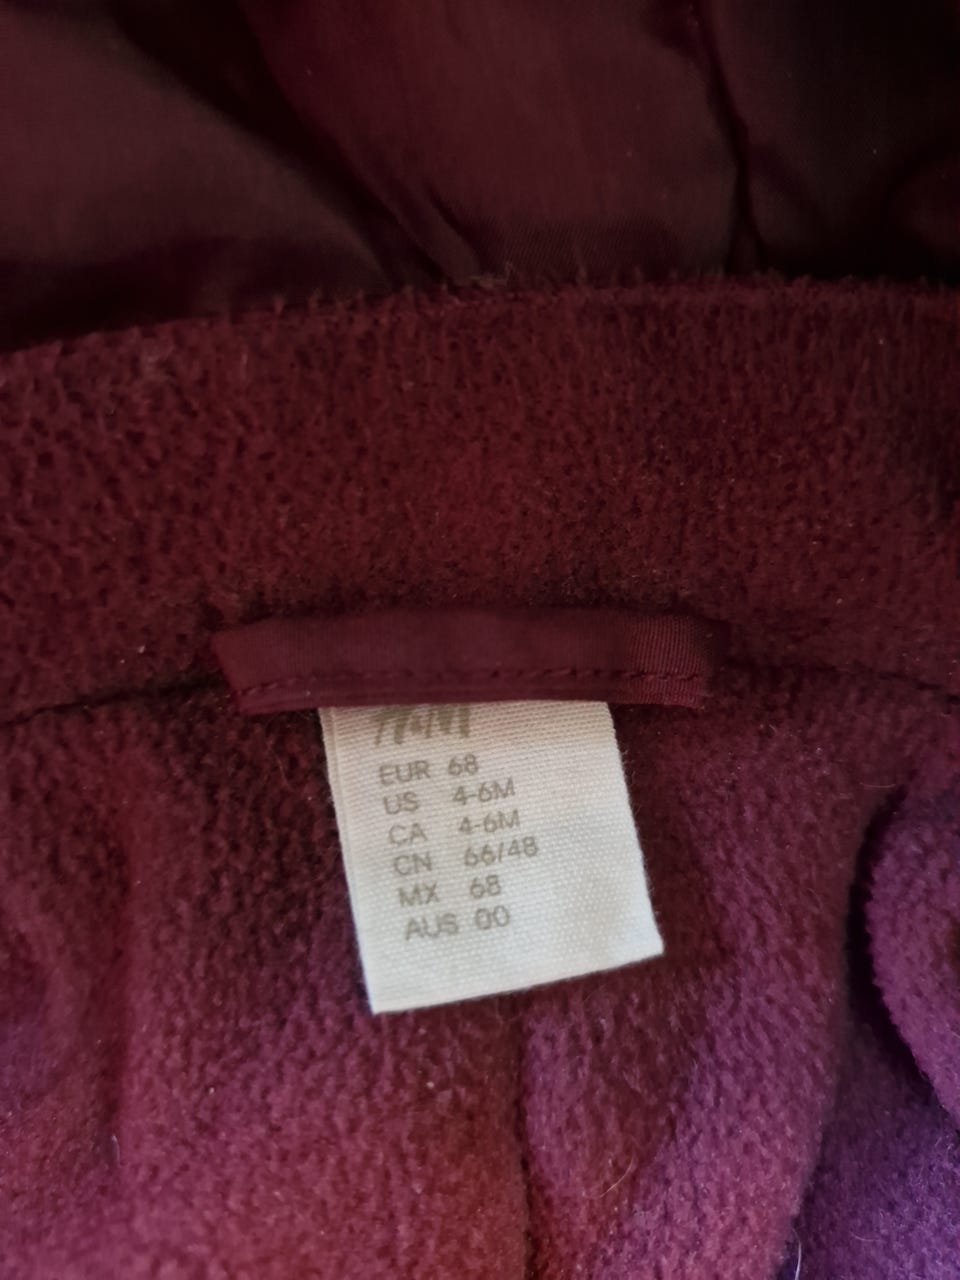 H&M
EUR 68
US 4-6M
CA 4-6M
CN 66/48
MX 68
AUS 00